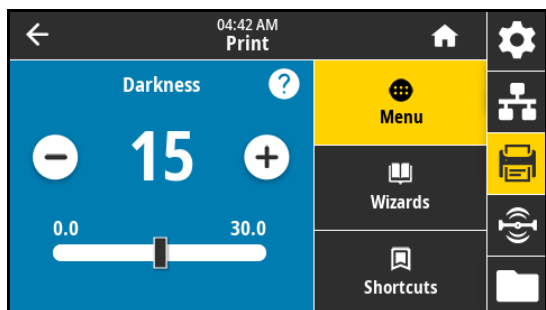 04:42 AM
Print
Darkness
?
15
0.0
30.0
Menu
Wizards
Shortcuts